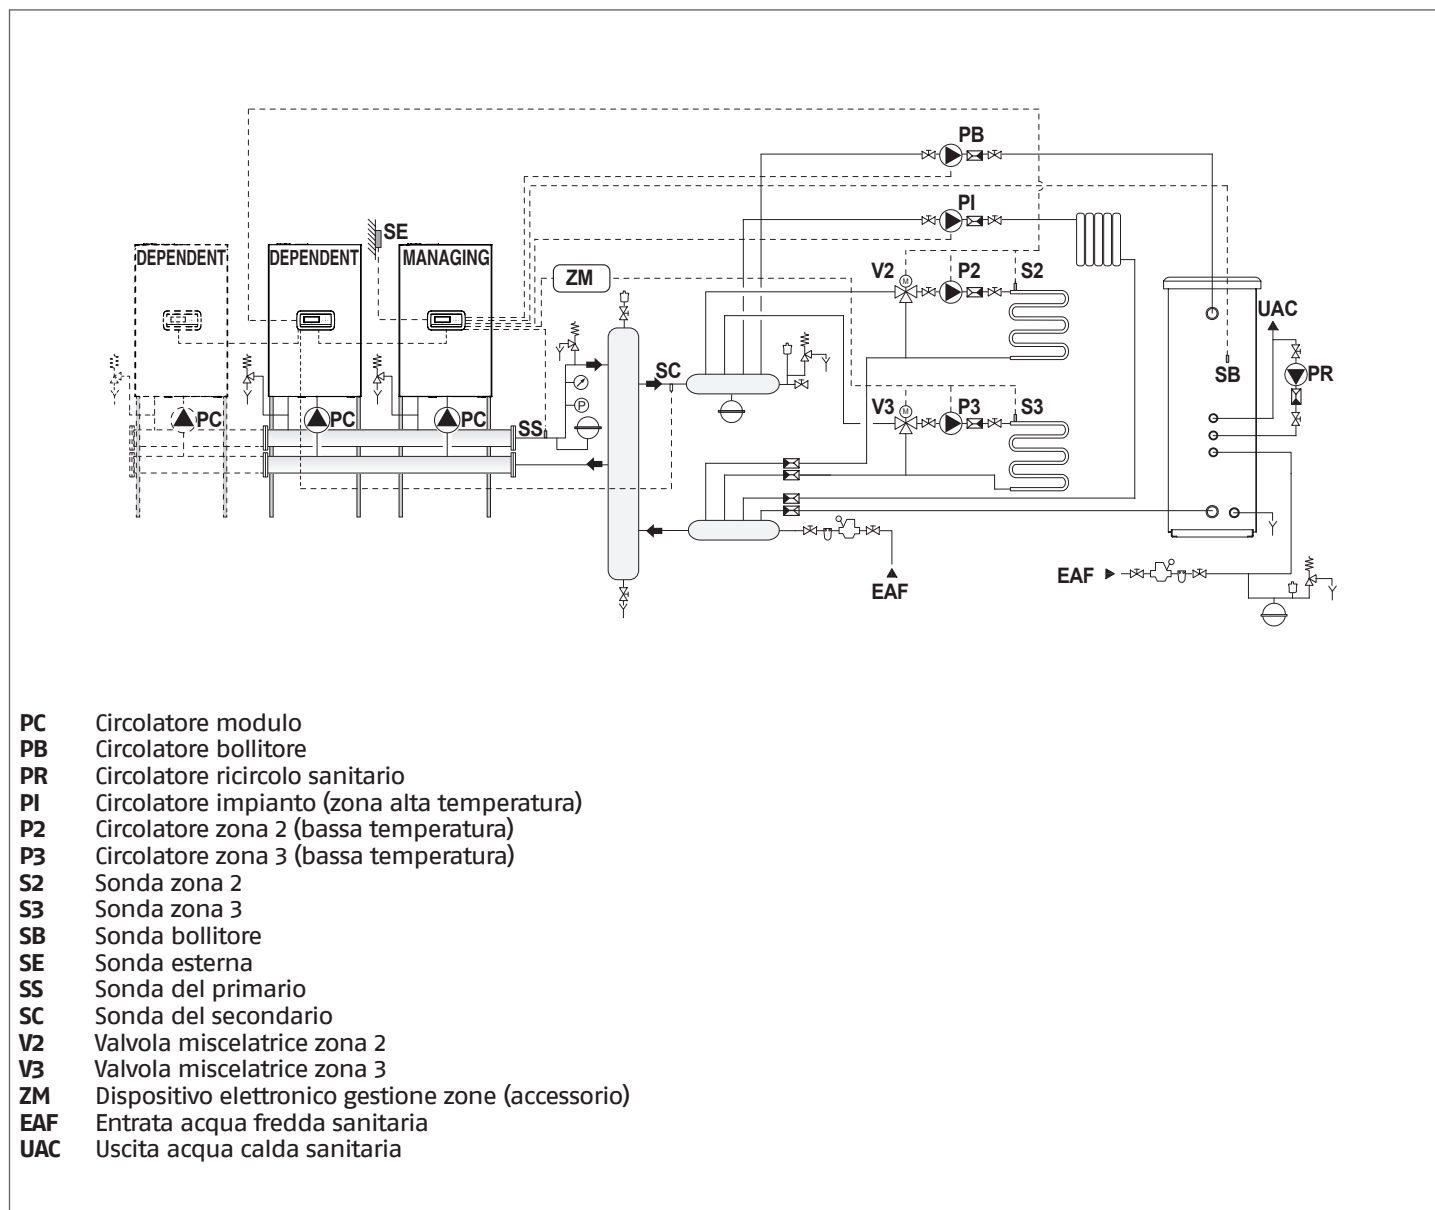 PB
PI
SE
DEPENDENT DEPENDENT MANAGING
ZM
V2 P2 S2
UAC
SC
SB
PR
V3 P3 S3
PC PC PC
SS
P
M
M
EAF
EAF
PC Circolatore modulo
PB Circolatore bollitore
PR Circolatore ricircolo sanitario
PI Circolatore impianto (zona alta temperatura)
P2 Circolatore zona 2 (bassa temperatura)
P3 Circolatore zona 3 (bassa temperatura)
S2 Sonda zona 2
S3 Sonda zona 3
SB Sonda bollitore
SE Sonda esterna
SS Sonda del primario
SC Sonda del secondario
V2 Valvola miscelatrice zona 2
V3 Valvola miscelatrice zona 3
ZM Dispositivo elettronico gestione zone (accessorio)
EAF Entrata acqua fredda sanitaria
UAC Uscita acqua calda sanitaria